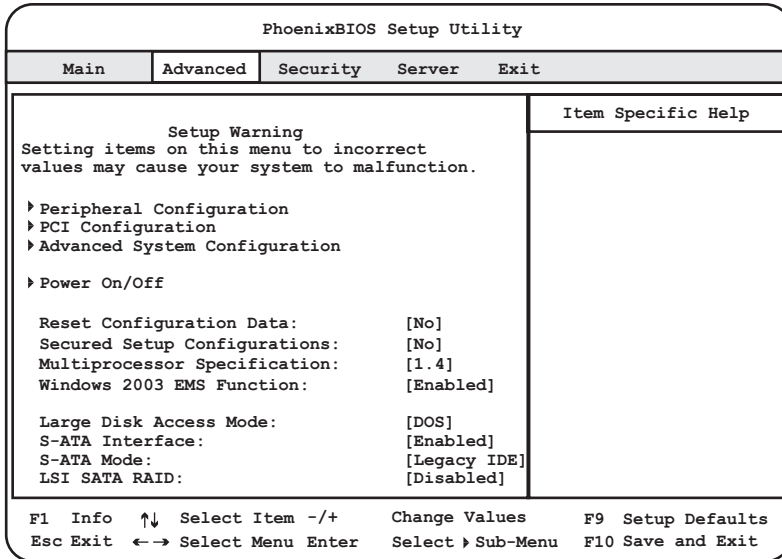 PhoenixBIOS Setup Utility
Main Advanced Security Server Exit
Item Specific Help
Setup Warning
Setting items on this menu to incorrect
values may cause your system to malfunction.
Peripheral Configuration
PCI Configuration
Advanced System Configuration
Power On/Off
Reset Configuration Data: [No]
Secured Setup Configurations: [No]
Multiprocessor Specification: [1.4]
Windows 2003 EMS Function: [Enabled]
Large Disk Access Mode: [DOS]
S-ATA Interface: [Enabled]
S-ATA Mode: [Legacy IDE]
LSI SATA RAID: [Disabled]
F1 Info ↑↓ Select Item -/+ Change Values F9 Setup Defaults
Esc Exit ←→ Select Menu Enter Select ▸ Sub-Menu F10 Save and Exit